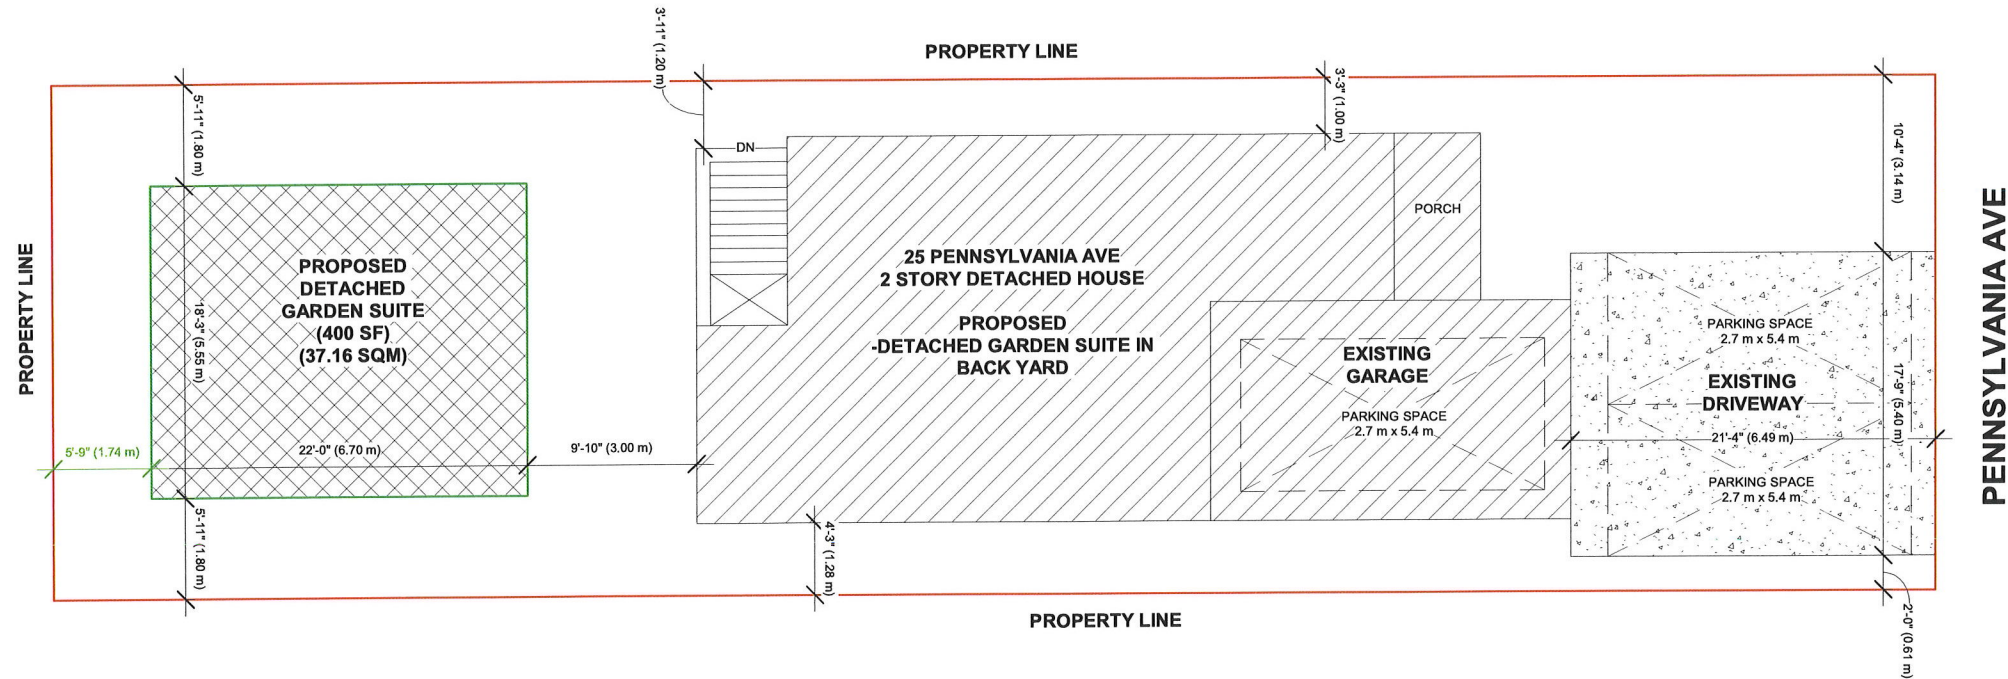 3'-11" (1.20 m)
PROPERTY LINE
3'-3" (1.00 m)
5'-11" (1.80 m)
10'-4" (3.14 m)
DN
PORCH
PROPERTY LINE
PROPOSED
DETACHED
GARDEN SUITE
(400 SF)
(37.16 SQM)
18'-3" (5.55 m)
22'-0" (6.70 m)
5'-9" (1.74 m)
9'-10" (3.00 m)
5'-11" (1.80 m)
25 PENNSYLVANIA AVE
2 STORY DETACHED HOUSE
PROPOSED
-DETACHED GARDEN SUITE IN
BACK YARD
4'-3" (1.28 m)
EXISTING
GARAGE
PARKING SPACE
2.7 m x 5.4 m
PARKING SPACE
2.7 m x 5.4 m
EXISTING
DRIVEWAY
17'-9" (5.40 m)
21'-4" (6.49 m)
PARKING SPACE
2.7 m x 5.4 m
PENNSYLVANIA AVE
PROPERTY LINE
2'-0" (0.61 m)